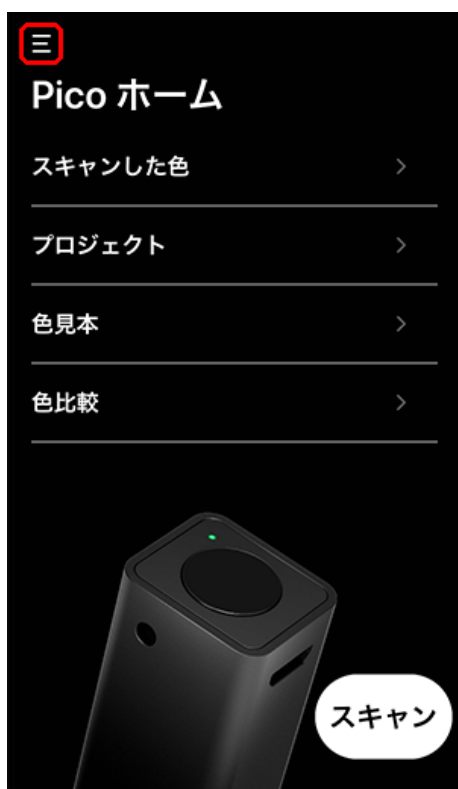 Pico ホーム
スキャンした色
プロジェクト
色見本
色比較
スキャン